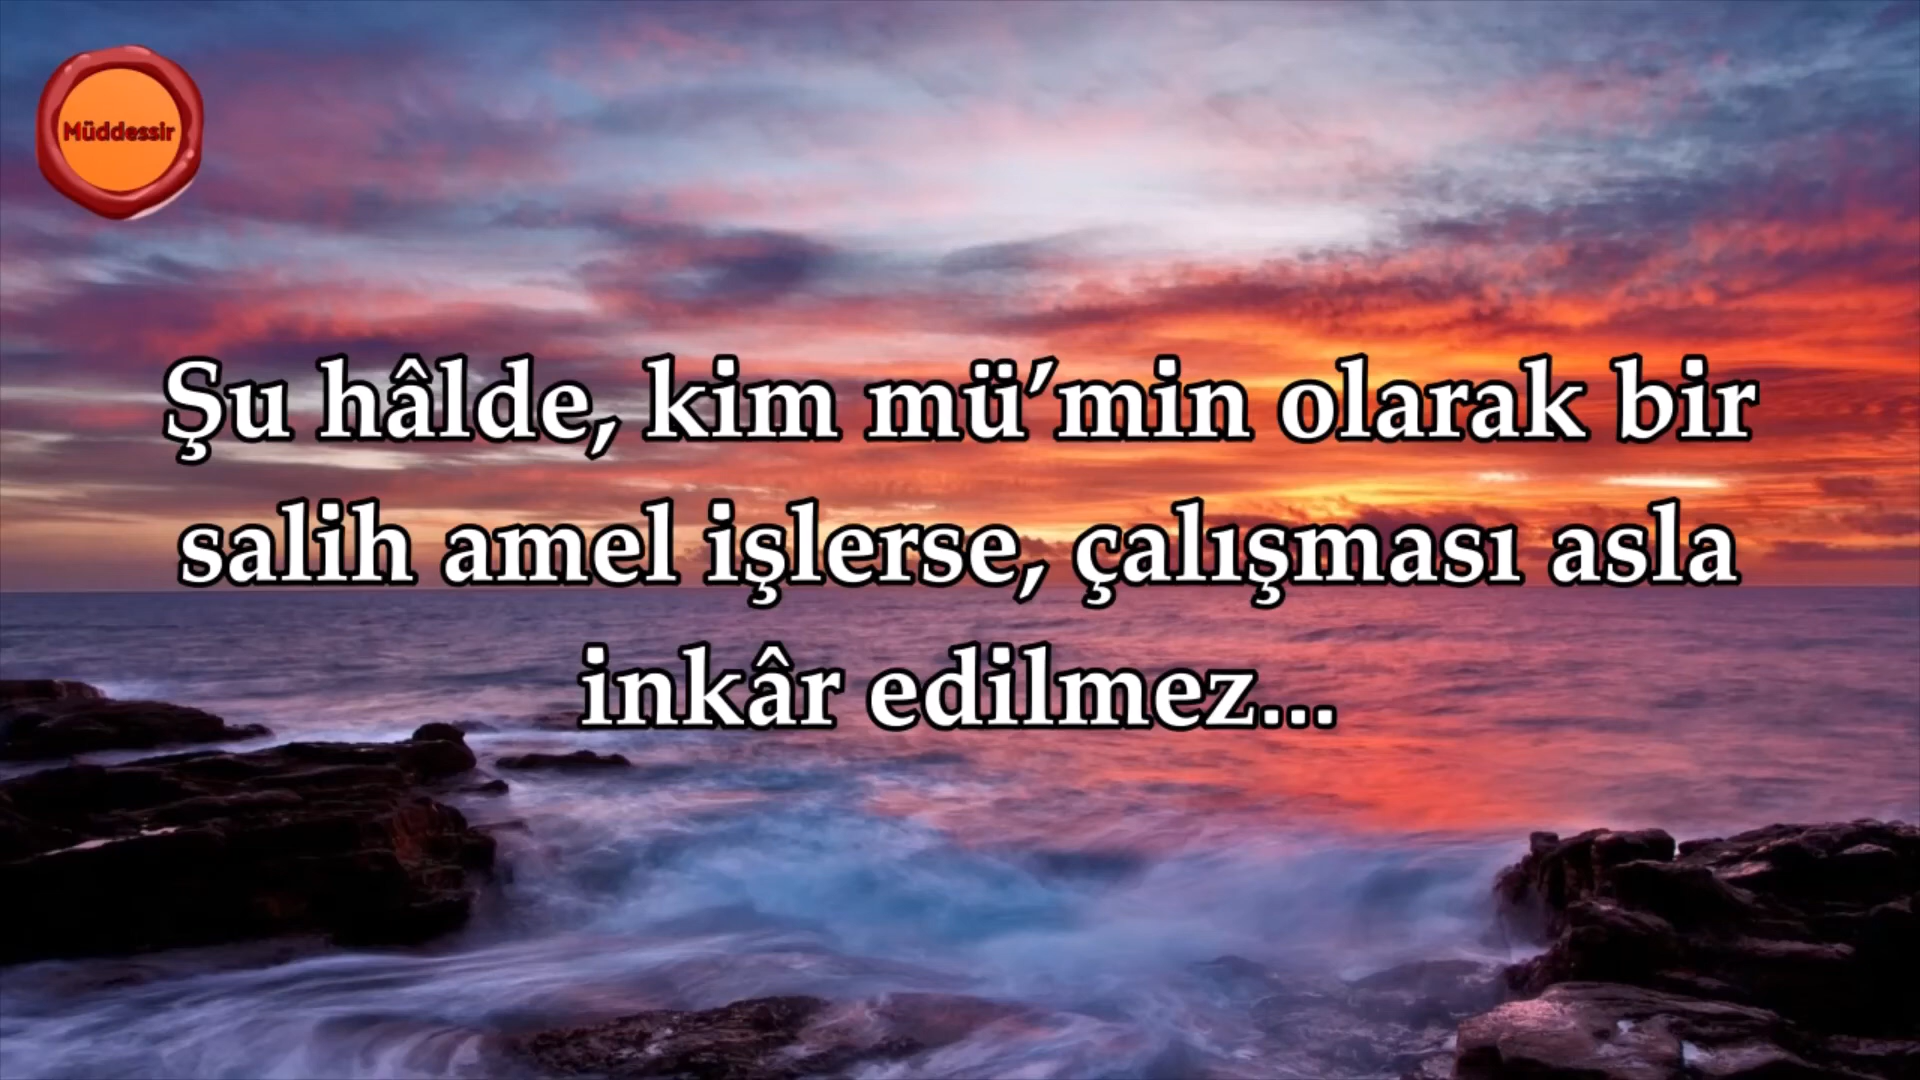 Müddessir
Şu hâlde, kim mü’min olarak bir
salih amel işlerse, çalışması asla
inkâr edilmez...